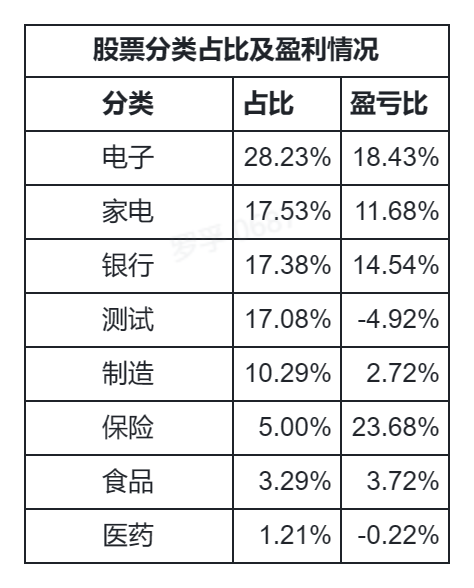 股票分类占比及盈利情况
分类 占比 盈亏比
电子 28.23% 18.43%
家电 17.53% 11.68%
银行 17.38% 14.54%
测试 17.08% -4.92%
制造 10.29% 2.72%
保险 5.00% 23.68%
食品 3.29% 3.72%
医药 1.21% -0.22%